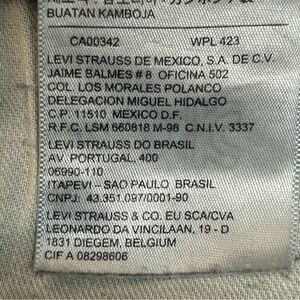 BUATAN KAMBOJA
CA00342 WPL 423
LEVI STRAUSS DE MEXICO, S.A. DE C.V.
JAIME BALMES # 8 OFICINA 502
COL. LOS MORALES POLANCO
DELEGACION MIGUEL HIDALGO
C.P. 11510 MEXICO D.F.
R.F.C. LSM 660818 M-96 C.N.I.V. 3337
LEVI STRAUSS DO BRASIL
AV. PORTUGAL, 400
06990-110
ITAPEVI – SAO PAULO BRASIL
CNPJ: 43.351.097/0001-90
LEVI STRAUSS & CO. EU SCA/CVA
LEONARDO DA VINCILAAN, 19 - D
1831 DIEGEM, BELGIUM
CIF A 08298606